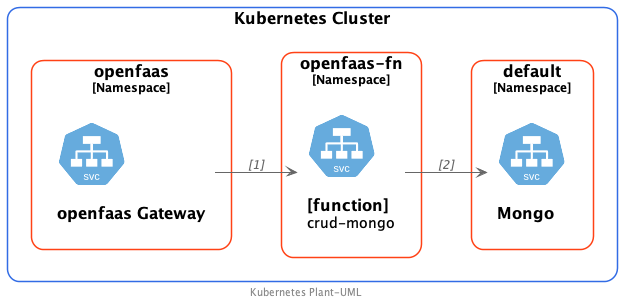 Kubernetes Cluster
openfaas
[Namespace]
svc
openfaas Gateway
[1]
openfaas-fn
[Namespace]
svc
[function]
crud-mongo
[2]
default
[Namespace]
svc
Mongo
Kubernetes Plant-UML